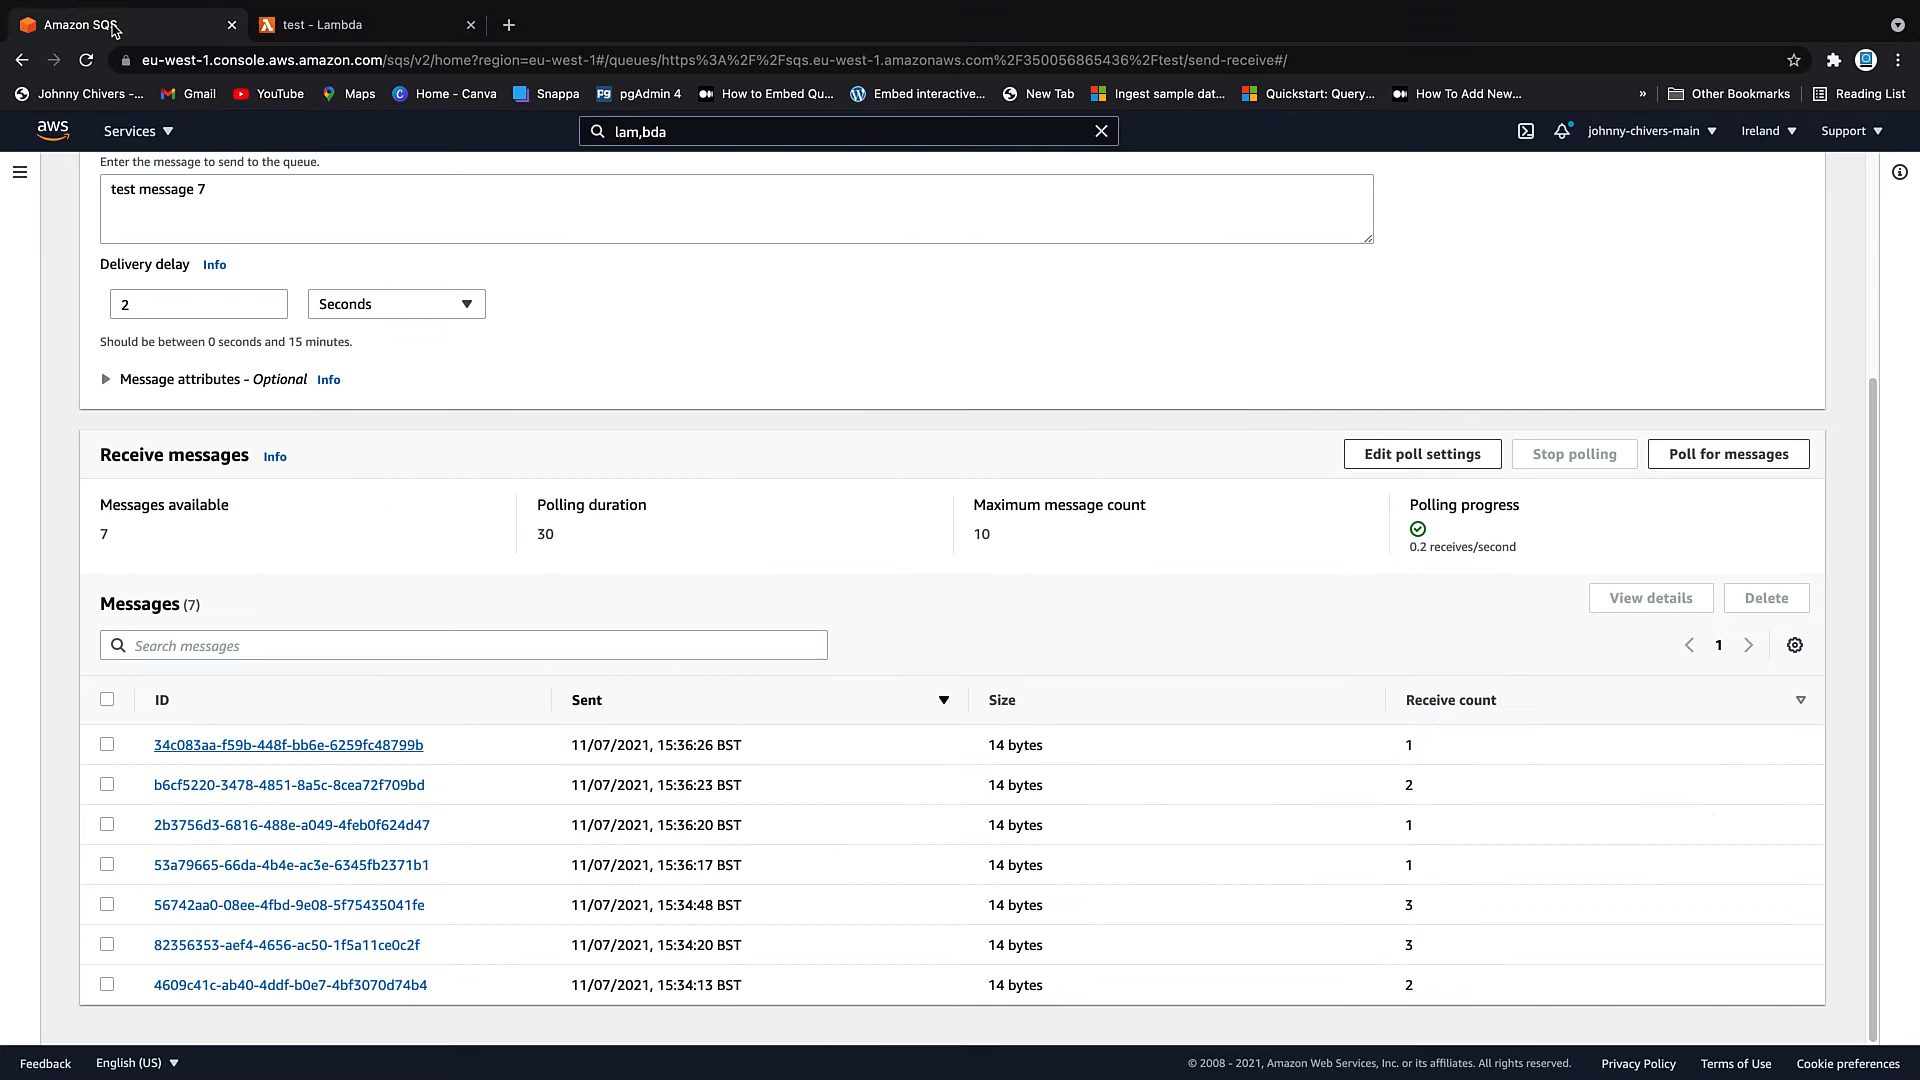 Amazon SQS
test - Lambda
eu-west-1.console.aws.amazon.com/sqs/v2/home?region=eu-west-1#/queues/https%3A%2F%2Fsqs.eu-west-1.amazonaws.com%2F350056865436%2Ftest/send-receive#/
Johnny Chivers -...
Gmail
YouTube
Maps
Home - Canva
Snappa
pgAdmin 4
How to Embed Qu...
Embed interactive...
New Tab
Ingest sample dat...
Quickstart: Query...
How To Add New...
»
Other Bookmarks
Reading List
aws
Services
lam,bda
johnny-chivers-main
Ireland
Support
Enter the message to send to the queue.
test message 7
Delivery delay Info
2
Seconds
Should be between 0 seconds and 15 minutes.
Message attributes - Optional Info
Receive messages Info
Edit poll settings
Stop polling
Poll for messages
Messages available
7
Polling duration
30
Maximum message count
10
Polling progress
0.2 receives/second
Messages (7)
View details
Delete
Search messages
1
ID Sent Size Receive count
34c083aa-f59b-448f-bb6e-6259fc48799b 11/07/2021, 15:36:26 BST 14 bytes 1
b6cf5220-3478-4851-8a5c-8cea72f709bd 11/07/2021, 15:36:23 BST 14 bytes 2
2b3756d3-6816-488e-a049-4feb0f624d47 11/07/2021, 15:36:20 BST 14 bytes 1
53a79665-66da-4b4e-ac3e-6345fb2371b1 11/07/2021, 15:36:17 BST 14 bytes 1
56742aa0-08ee-4fbd-9e08-5f75435041fe 11/07/2021, 15:34:48 BST 14 bytes 3
82356353-aef4-4656-ac50-1f5a11ce0c2f 11/07/2021, 15:34:20 BST 14 bytes 3
4609c41c-ab40-4ddf-b0e7-4bf3070d74b4 11/07/2021, 15:34:13 BST 14 bytes 2
Feedback
English (US)
© 2008 - 2021, Amazon Web Services, Inc. or its affiliates. All rights reserved.
Privacy Policy
Terms of Use
Cookie preferences